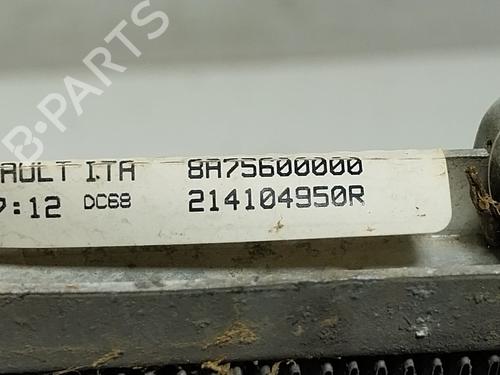 B-PARTS
AULT ITA 8A75600000
7:12 DC68 214104950R